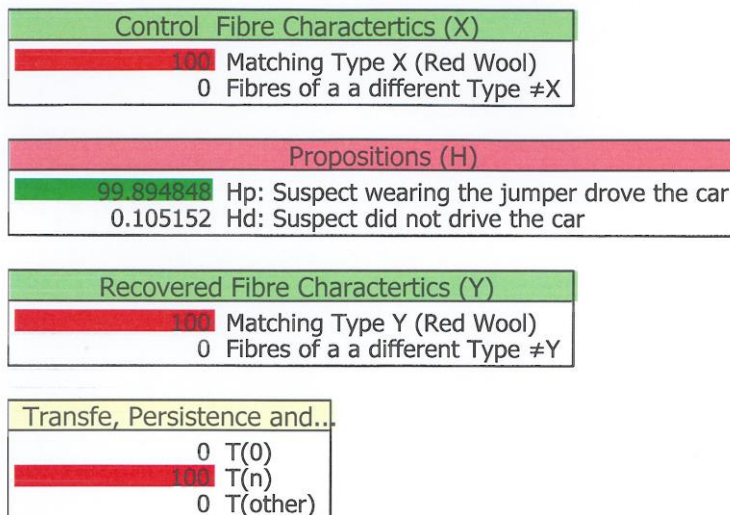 Control Fibre Charactertics (X)
100 Matching Type X (Red Wool)
0 Fibres of a a different Type ≠X
Propositions (H)
99.894848 Hp: Suspect wearing the jumper drove the car
0.105152 Hd: Suspect did not drive the car
Recovered Fibre Charactertics (Y)
100 Matching Type Y (Red Wool)
0 Fibres of a a different Type ≠Y
Transfe, Persistence and...
0 T(0)
100 T(n)
0 T(other)